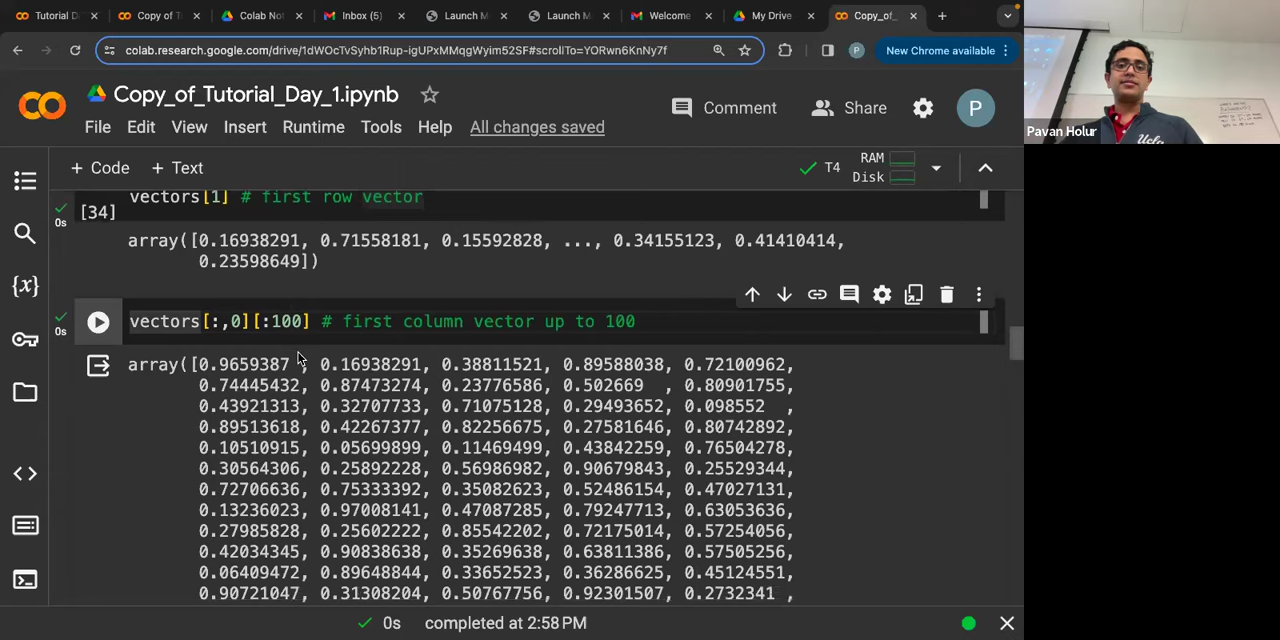 Tutorial D
Copy of T
Colab Not
Inbox (5)
Launch M
Launch M
Welcome
My Drive
Copy_of_
colab.research.google.com/drive/1dWOcTvSyhb1Rup-igUPxMMqgWyim52SF#scrollTo=YORwn6KnNy7f
P
New Chrome available
Copy_of_Tutorial_Day_1.ipynb
File Edit View Insert Runtime Tools Help All changes saved
Comment
Share
P
Pavan Holur
Ucla
+ Code + Text
T4
RAM
Disk
vectors[1] # first row vector
[34]
0s
array([0.16938291, 0.71558181, 0.15592828, ..., 0.34155123, 0.41410414,
0.23598649])
{x}
vectors[:,0][:100] # first column vector up to 100
0s
array([0.9659387 , 0.16938291, 0.38811521, 0.89588038, 0.72100962,
0.74445432, 0.87473274, 0.23776586, 0.502669 , 0.80901755,
0.43921313, 0.32707733, 0.71075128, 0.29493652, 0.098552 ,
0.89513618, 0.42267377, 0.82256675, 0.27581646, 0.80742892,
0.10510915, 0.05699899, 0.11469499, 0.43842259, 0.76504278,
0.30564306, 0.25892228, 0.56986982, 0.90679843, 0.25529344,
0.72706636, 0.75333392, 0.35082623, 0.52486154, 0.47027131,
0.13236023, 0.97008141, 0.47087285, 0.79247713, 0.63053636,
0.27985828, 0.25602222, 0.85542202, 0.72175014, 0.57254056,
0.42034345, 0.90838638, 0.35269638, 0.63811386, 0.57505256,
0.06409472, 0.89648844, 0.33652523, 0.36286625, 0.45124551,
0.90721047, 0.31308204, 0.50767756, 0.92301507, 0.2732341 ,
0s completed at 2:58 PM